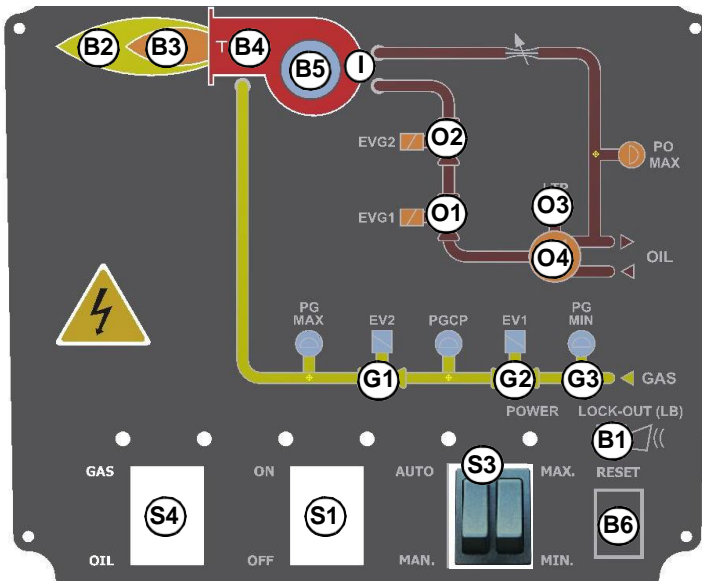 B2 B3 T B4 B5 I
EVG2 O2
PO
MAX
O3
EVG1 O1
O4 OIL
PG
MAX EV2 PGCP EV1 PG
MIN
G1 G2 G3 GAS
POWER LOCK-OUT (LB)
B1
GAS ON AUTO S3 MAX. RESET
S4 S1 B6
OIL OFF MAN. MIN.